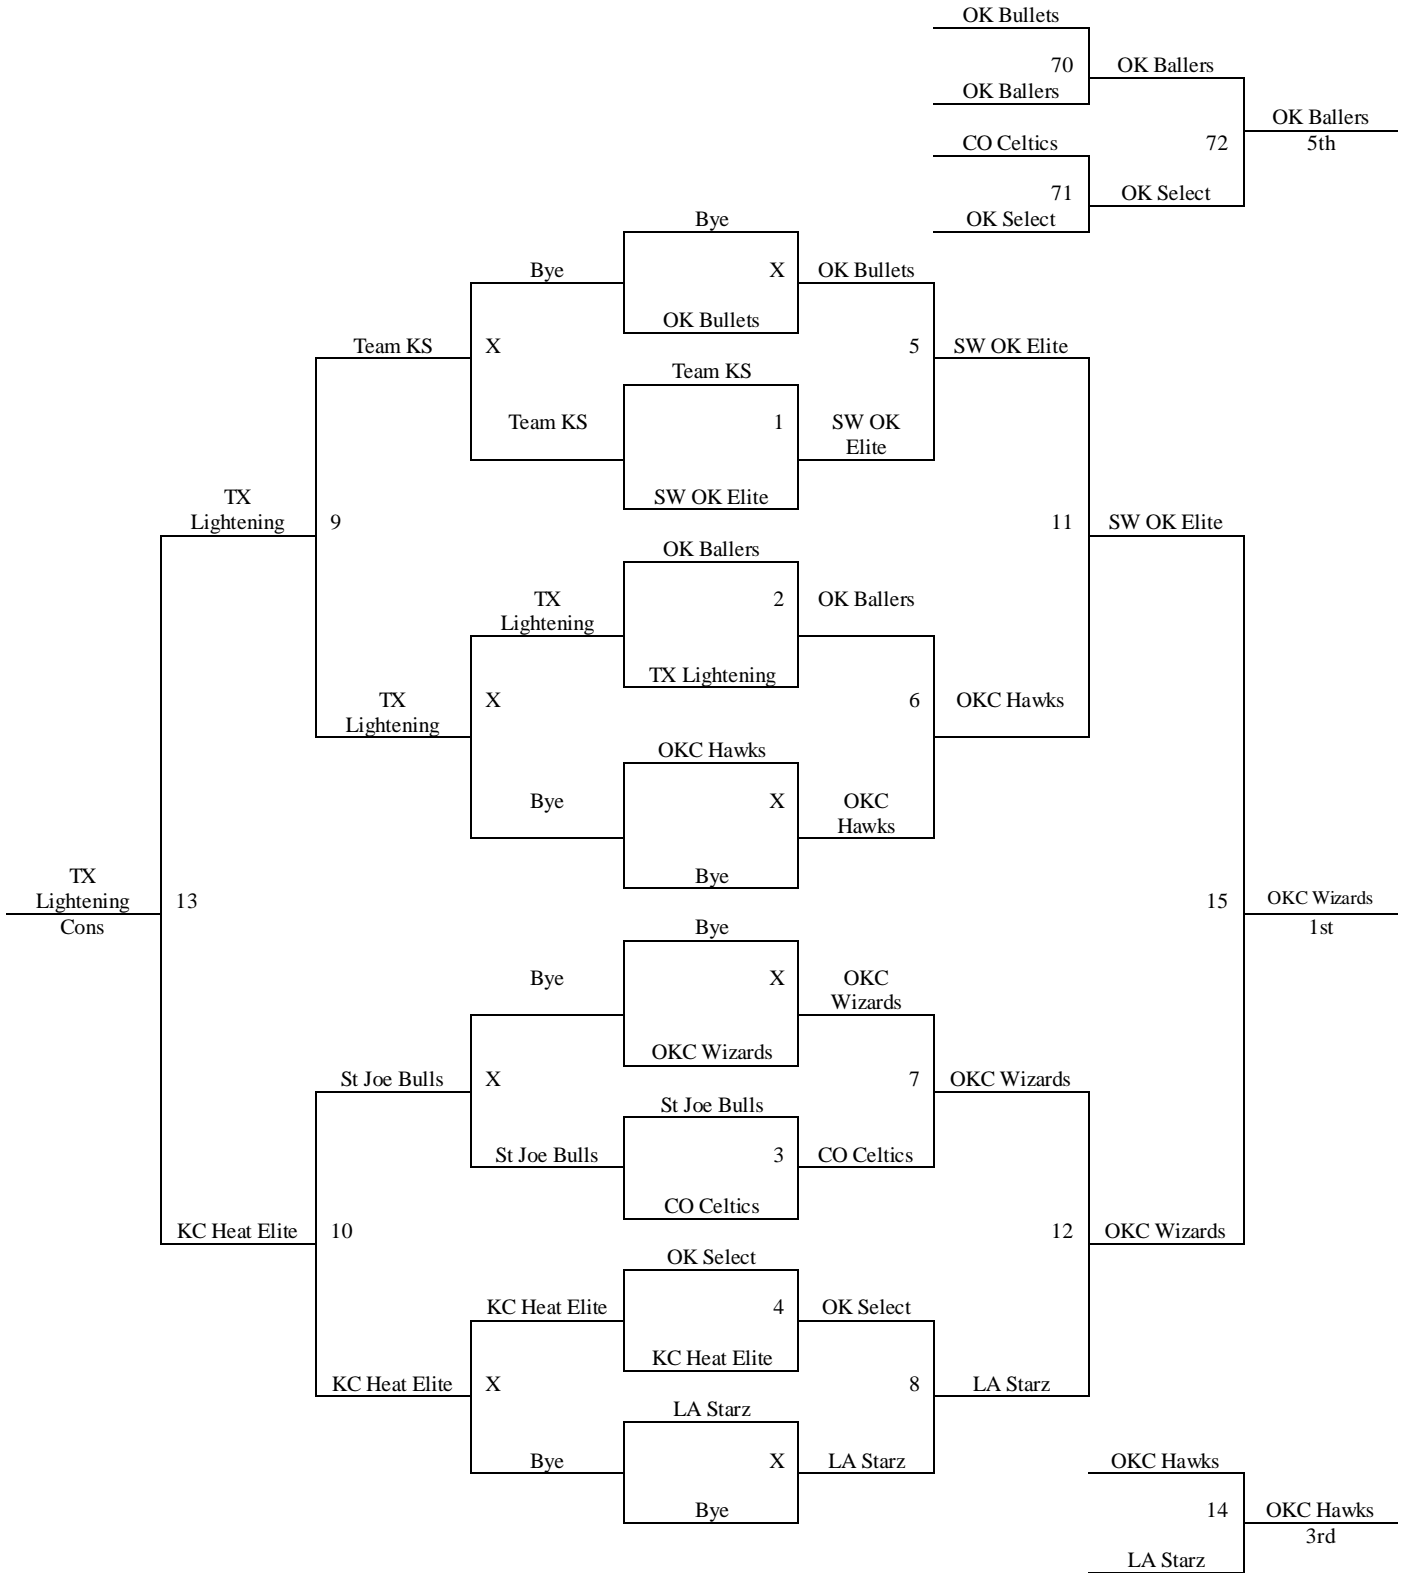 OK Bullets
70
OK Ballers
OK Ballers
OK Ballers
CO Celtics
72
5th
71
OK Select
OK Select
Bye
Bye
X
OK Bullets
OK Bullets
Team KS
X
5
SW OK Elite
Team KS
Team KS
1
SW OK
Elite
SW OK Elite
TX
Lightening
9
11
SW OK Elite
OK Ballers
TX
Lightening
2
OK Ballers
TX Lightening
TX
Lightening
X
6
OKC Hawks
OKC Hawks
Bye
X
OKC
Hawks
Bye
TX
Lightening
Cons
13
15
OKC Wizards
1st
Bye
Bye
X
OKC
Wizards
OKC Wizards
St Joe Bulls
X
7
OKC Wizards
St Joe Bulls
St Joe Bulls
3
CO Celtics
CO Celtics
KC Heat Elite
10
12
OKC Wizards
OK Select
KC Heat Elite
4
OK Select
KC Heat Elite
KC Heat Elite
X
8
LA Starz
LA Starz
Bye
X
LA Starz
Bye
OKC Hawks
14
OKC Hawks
3rd
LA Starz